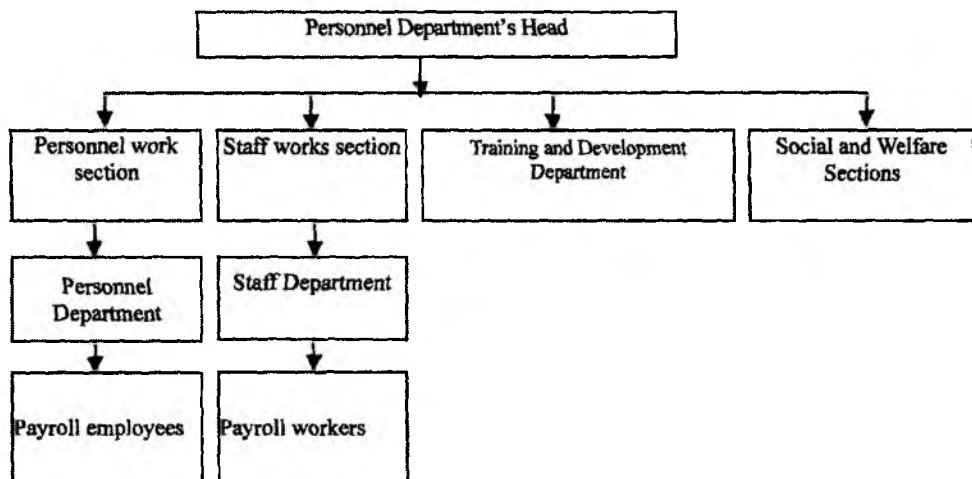 Personnel Department's Head
Personnel work
section
Staff works section
Training and Development
Department
Social and Welfare
Sections
Personnel
Department
Staff Department
Payroll employees
Payroll workers